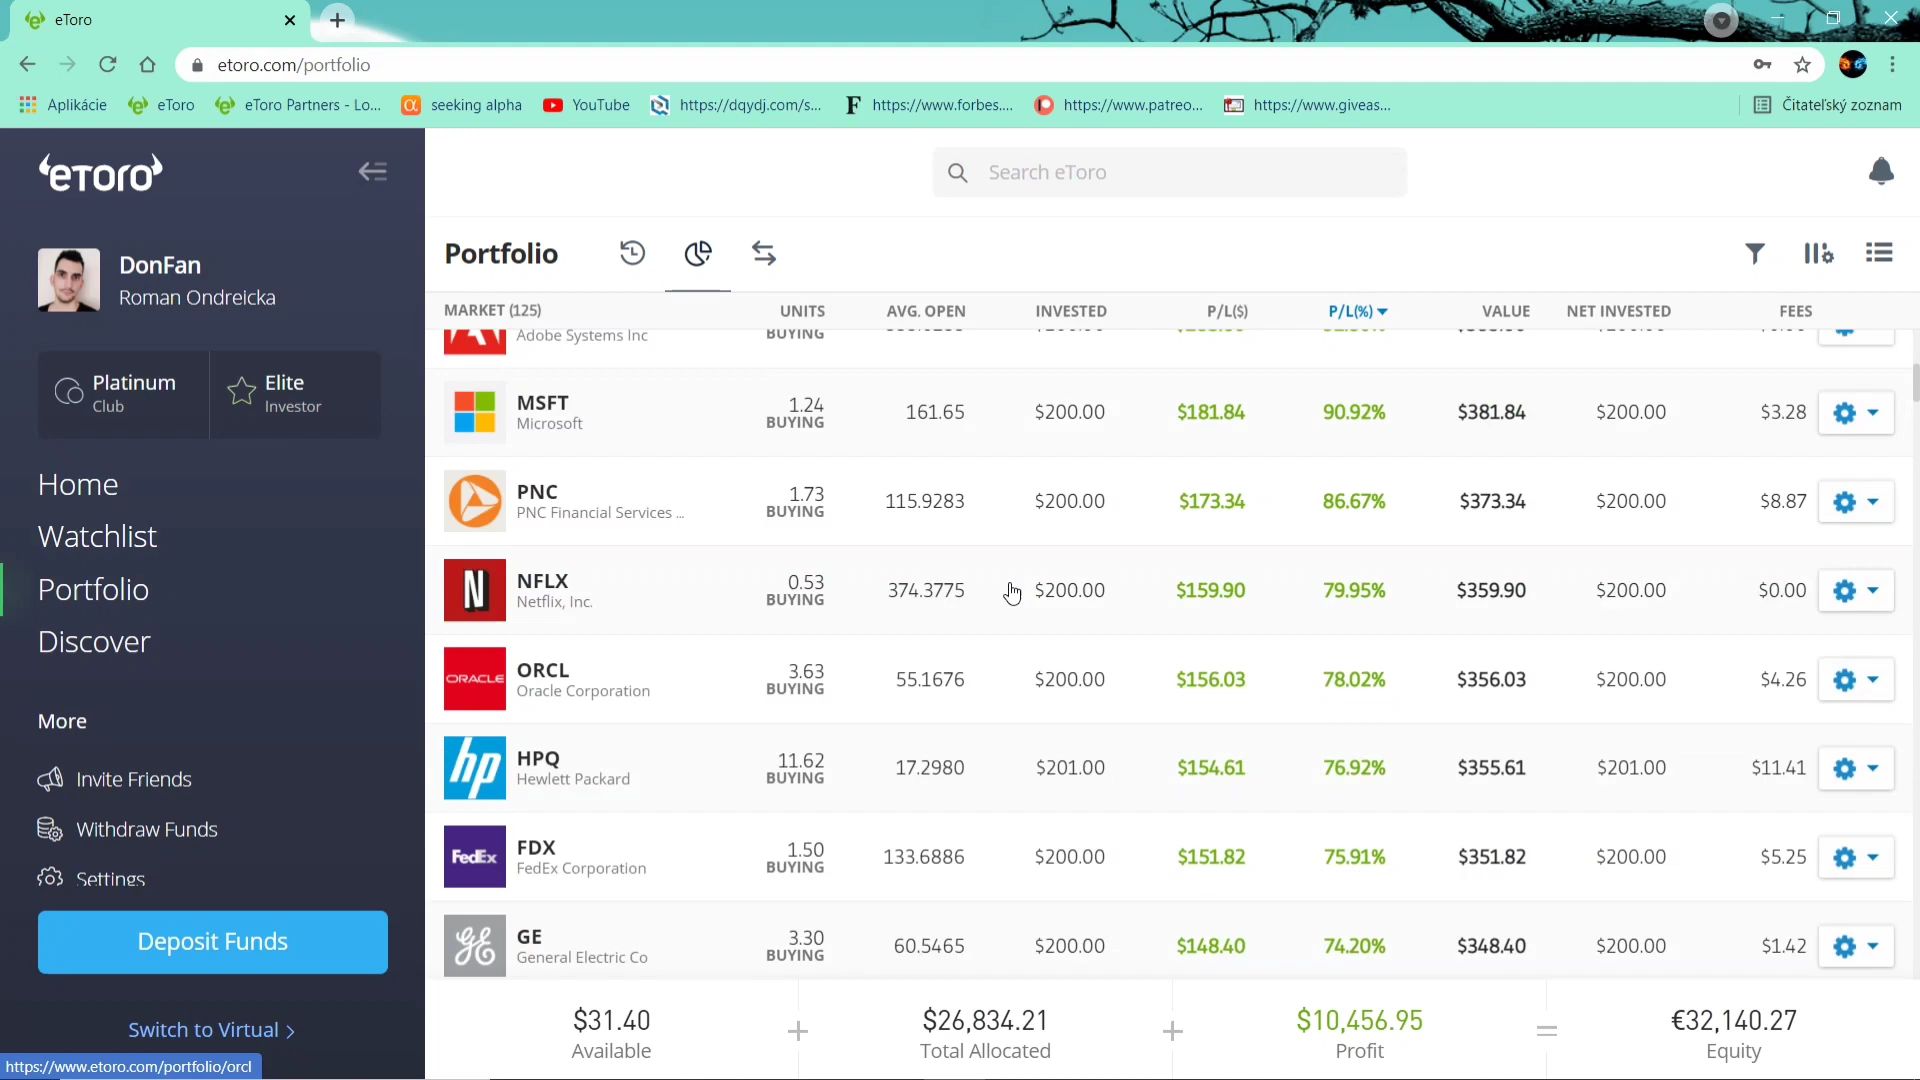 eToro
etoro.com/portfolio
Aplikácie
eToro
eToro Partners - Lo...
seeking alpha
YouTube
https://dqydj.com/s...
https://www.forbes....
https://www.patreo...
https://www.giveas...
Čitateľský zoznam
eToro
Search eToro
DonFan
Roman Ondreicka
Platinum
Club
Elite
Investor
Home
Watchlist
Portfolio
Discover
More
Invite Friends
Withdraw Funds
Settings
Deposit Funds
Switch to Virtual >
https://www.etoro.com/portfolio/orcl
Portfolio
MARKET (125) UNITS AVG. OPEN INVESTED P/L($) P/L(%) VALUE NET INVESTED FEES
Adobe Systems Inc BUYING
MSFT
Microsoft
1.24
BUYING
161.65 $200.00 $181.84 90.92% $381.84 $200.00 $3.28
PNC
PNC Financial Services ...
1.73
BUYING
115.9283 $200.00 $173.34 86.67% $373.34 $200.00 $8.87
N
NFLX
Netflix, Inc.
0.53
BUYING
374.3775 $200.00 $159.90 79.95% $359.90 $200.00 $0.00
ORACLE
ORCL
Oracle Corporation
3.63
BUYING
55.1676 $200.00 $156.03 78.02% $356.03 $200.00 $4.26
hp
HPQ
Hewlett Packard
11.62
BUYING
17.2980 $201.00 $154.61 76.92% $355.61 $201.00 $11.41
FedEx
FDX
FedEx Corporation
1.50
BUYING
133.6886 $200.00 $151.82 75.91% $351.82 $200.00 $5.25
GE
GE
General Electric Co
3.30
BUYING
60.5465 $200.00 $148.40 74.20% $348.40 $200.00 $1.42
$31.40 + $26,834.21 + $10,456.95 = €32,140.27
Available Total Allocated Profit Equity